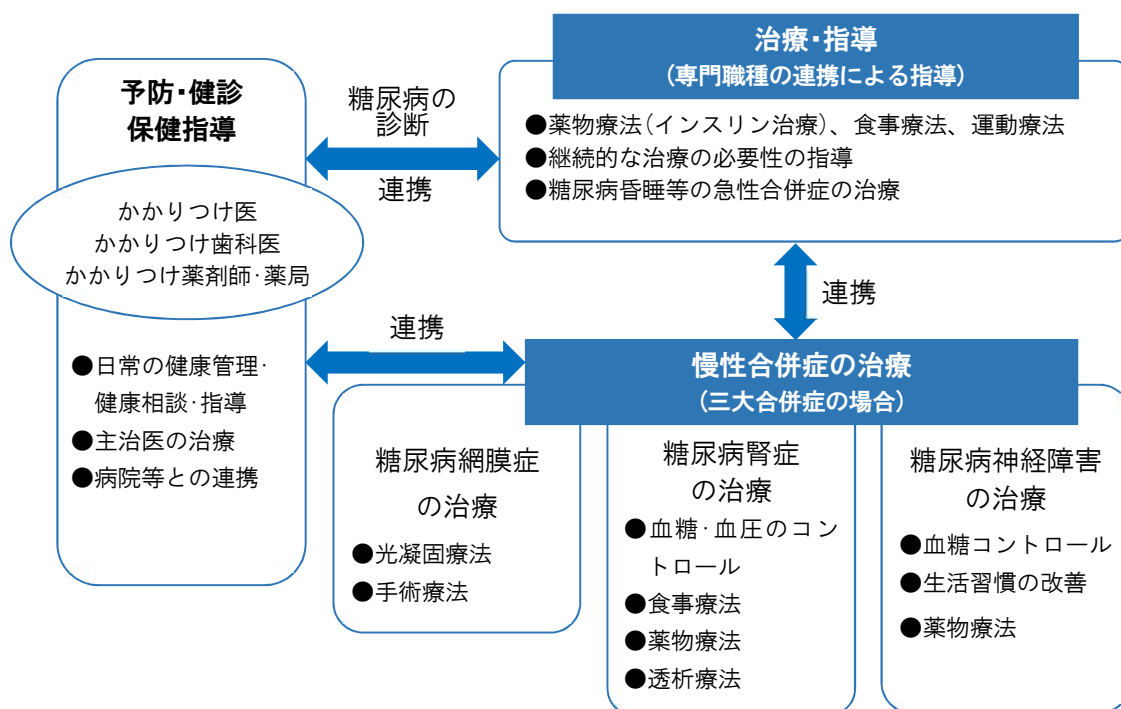 予防・健診
保健指導
かかりつけ医
かかりつけ歯科医
かかりつけ薬剤師・薬局
●日常の健康管理・
健康相談・指導
●主治医の治療
●病院等との連携
糖尿病の
診断
連携
治療・指導
(専門職種の連携による指導)
●薬物療法(インスリン治療)、食事療法、運動療法
●継続的な治療の必要性の指導
●糖尿病昏睡等の急性合併症の治療
連携
連携
慢性合併症の治療
(三大合併症の場合)
糖尿病網膜症
の治療
●光凝固療法
●手術療法
糖尿病腎症
の治療
●血糖・血圧のコン
トロール
●食事療法
●薬物療法
●透析療法
糖尿病神経障害
の治療
●血糖コントロール
●生活習慣の改善
●薬物療法